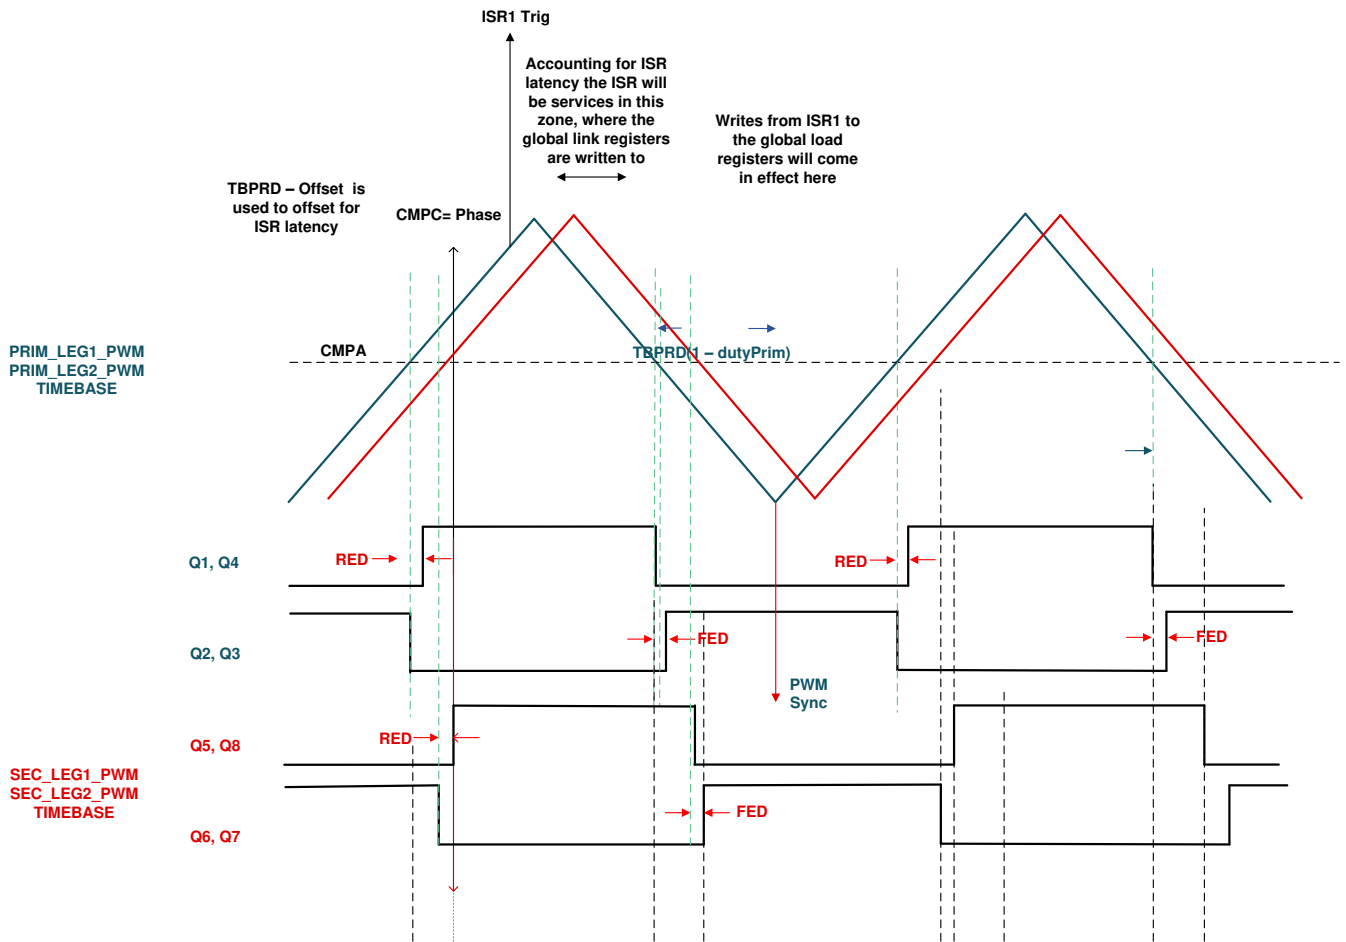 ISR1 Trig
Accounting for ISR
latency the ISR will
be services in this
zone, where the
global link registers
are written to
Writes from ISR1 to
the global load
registers will come
in effect here
TBPRD – Offset is
used to offset for
ISR latency
CMPC= Phase
PRIM_LEG1_PWM
PRIM_LEG2_PWM
TIMEBASE
CMPA
TBPRD(1 – dutyPrim)
Q1, Q4
RED
RED
Q2, Q3
FED
FED
PWM
Sync
Q5, Q8
RED
SEC_LEG1_PWM
SEC_LEG2_PWM
TIMEBASE
Q6, Q7
FED